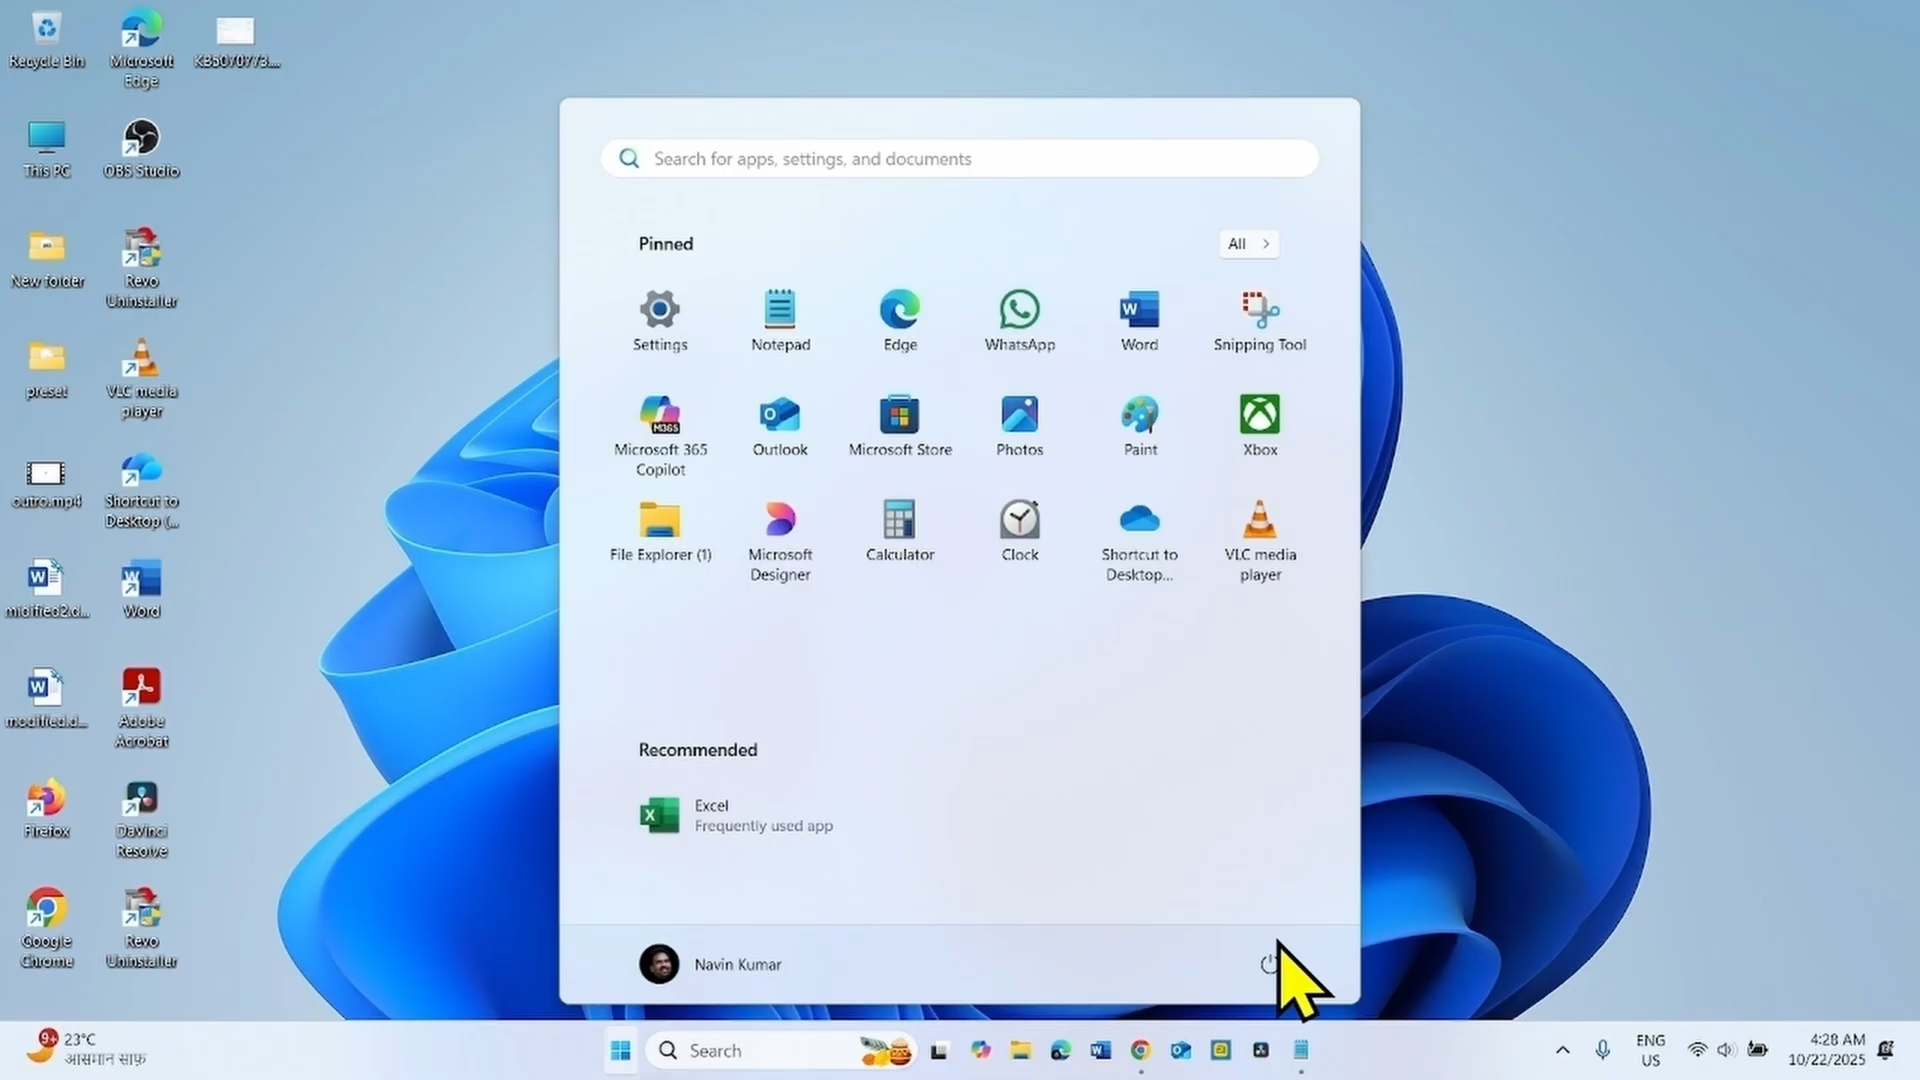 Recycle Bin
Microsoft
Edge
KB5070773...
This PC
OBS Studio
New folder
Revo
Uninstaller
preset
VLC media
player
outro.mp4
Shortcut to
Desktop (...
midified2.d...
Word
modified.d...
Adobe
Acrobat
Firefox
DaVinci
Resolve
Google
Chrome
Revo
Uninstaller
Search for apps, settings, and documents
Pinned
All
Settings
Notepad
Edge
WhatsApp
Word
Snipping Tool
M365
Microsoft 365
Copilot
Outlook
Microsoft Store
Photos
Paint
Xbox
File Explorer (1)
Microsoft
Designer
Calculator
Clock
Shortcut to
Desktop...
VLC media
player
Recommended
Excel
Frequently used app
Navin Kumar
9+
23°C
आसमान साफ़
Search
ENG
US
4:28 AM
10/22/2025